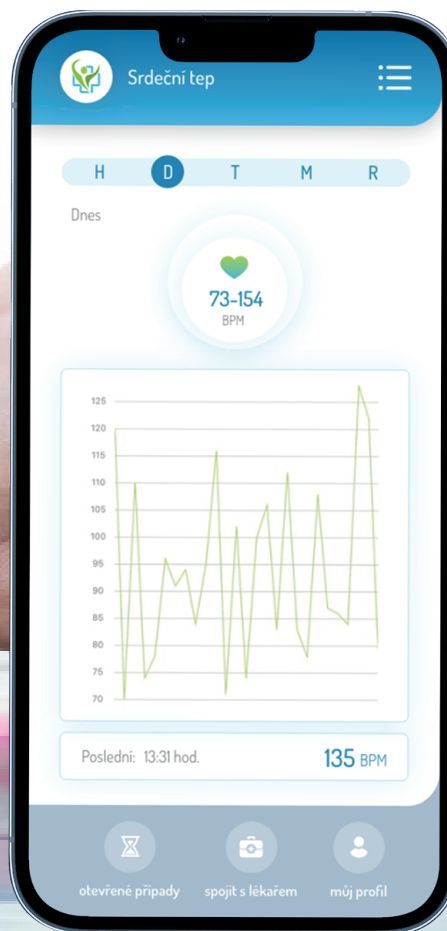 Srdeční tep
H D T M R
Dnes
73-154
BPM
125
120
115
110
105
100
95
90
85
80
75
70
Poslední: 13:31 hod. 135 BPM
otevřené případy spojit s lékařem můj profil